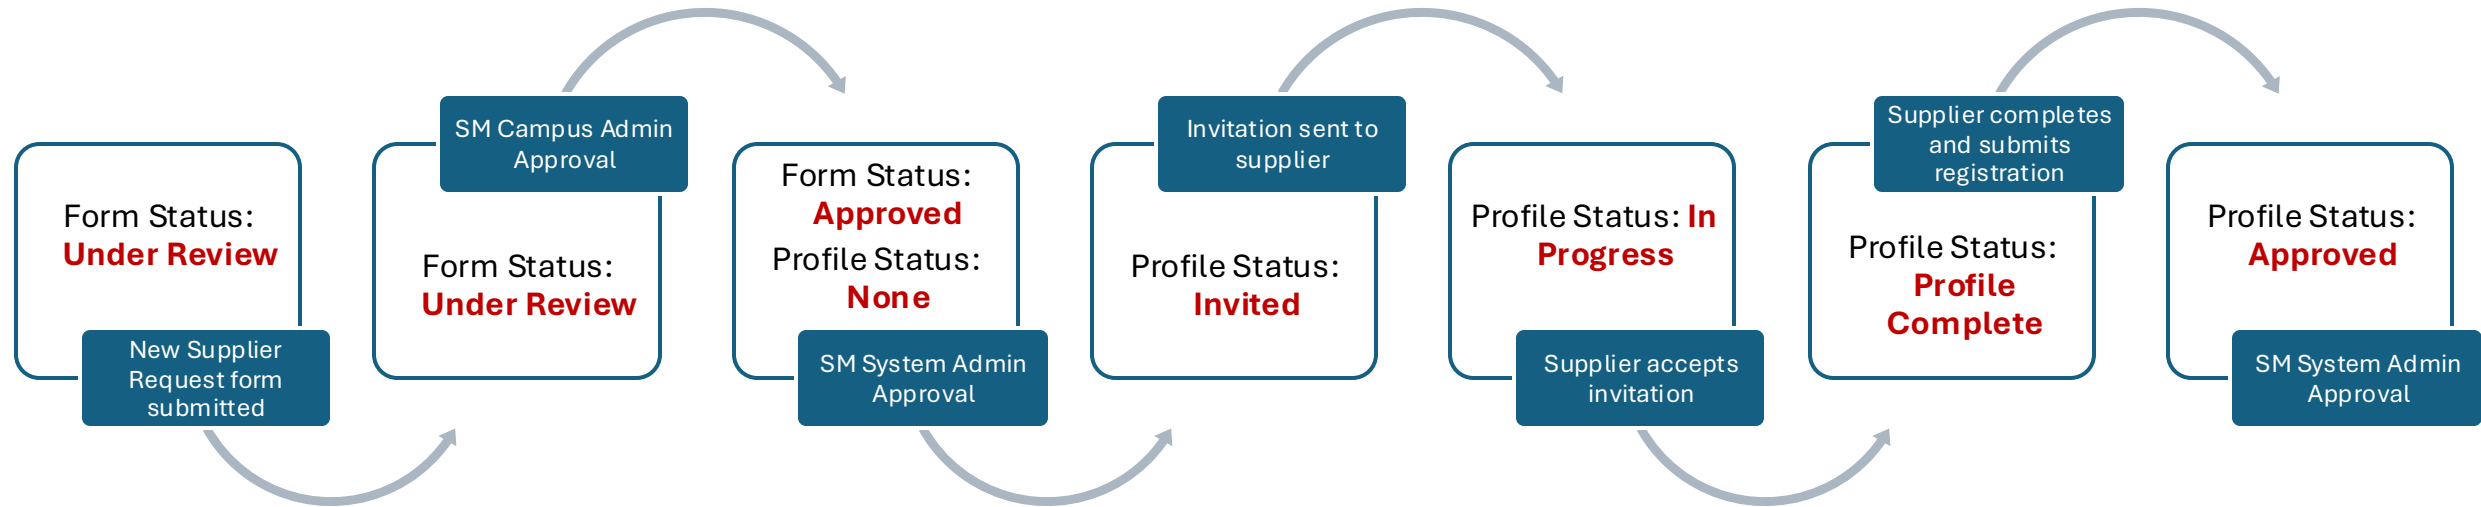 Form Status:
Under Review
New Supplier
Request form
submitted
SM Campus Admin
Approval
Form Status:
Under Review
Form Status:
Approved
Profile Status:
None
SM System Admin
Approval
Invitation sent to
supplier
Profile Status:
Invited
Profile Status: In
Progress
Supplier accepts
invitation
Supplier completes
and submits
registration
Profile Status:
Profile
Complete
Profile Status:
Approved
SM System Admin
Approval